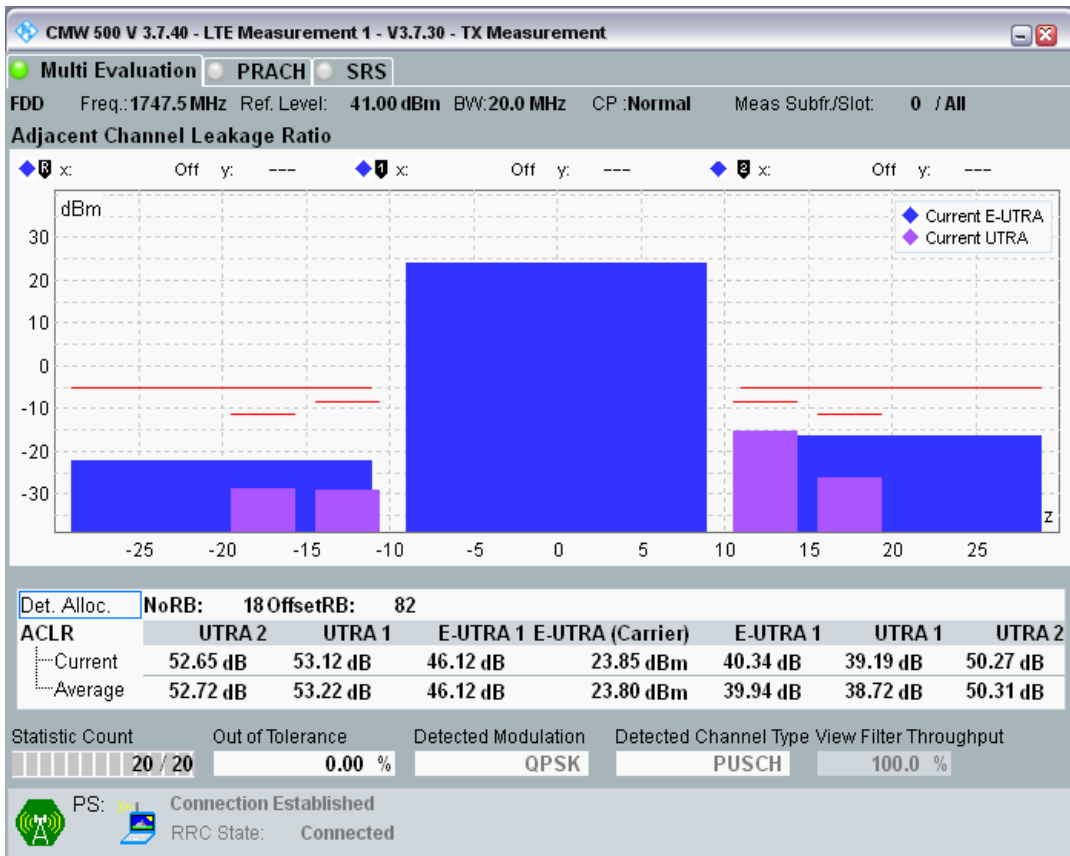 CMW 500 V 3.7.40 - LTE Measurement 1 - V3.7.30 - TX Measurement
Multi Evaluation PRACH SRS
FDD Freq.:1747.5 MHz Ref. Level: 41.00 dBm BW:20.0 MHz CP :Normal Meas Subfr./Slot: 0 / All
Adjacent Channel Leakage Ratio
R x: Off y: --- 1 x: Off y: --- 2 x: Off y: ---
dBm
Current E-UTRA
Current UTRA
30
20
10
0
-10
-20
-30
z
-25 -20 -15 -10 -5 0 5 10 15 20 25
Det. Alloc. NoRB: 18 OffsetRB: 82
ACLR UTRA 2 UTRA 1 E-UTRA 1 E-UTRA (Carrier) E-UTRA 1 UTRA 1 UTRA 2
Current 52.65 dB 53.12 dB 46.12 dB 23.85 dBm 40.34 dB 39.19 dB 50.27 dB
Average 52.72 dB 53.22 dB 46.12 dB 23.80 dBm 39.94 dB 38.72 dB 50.31 dB
Statistic Count Out of Tolerance Detected Modulation Detected Channel Type View Filter Throughput
20 / 20 0.00 % QPSK PUSCH 100.0 %
PS: Connection Established
RRC State: Connected